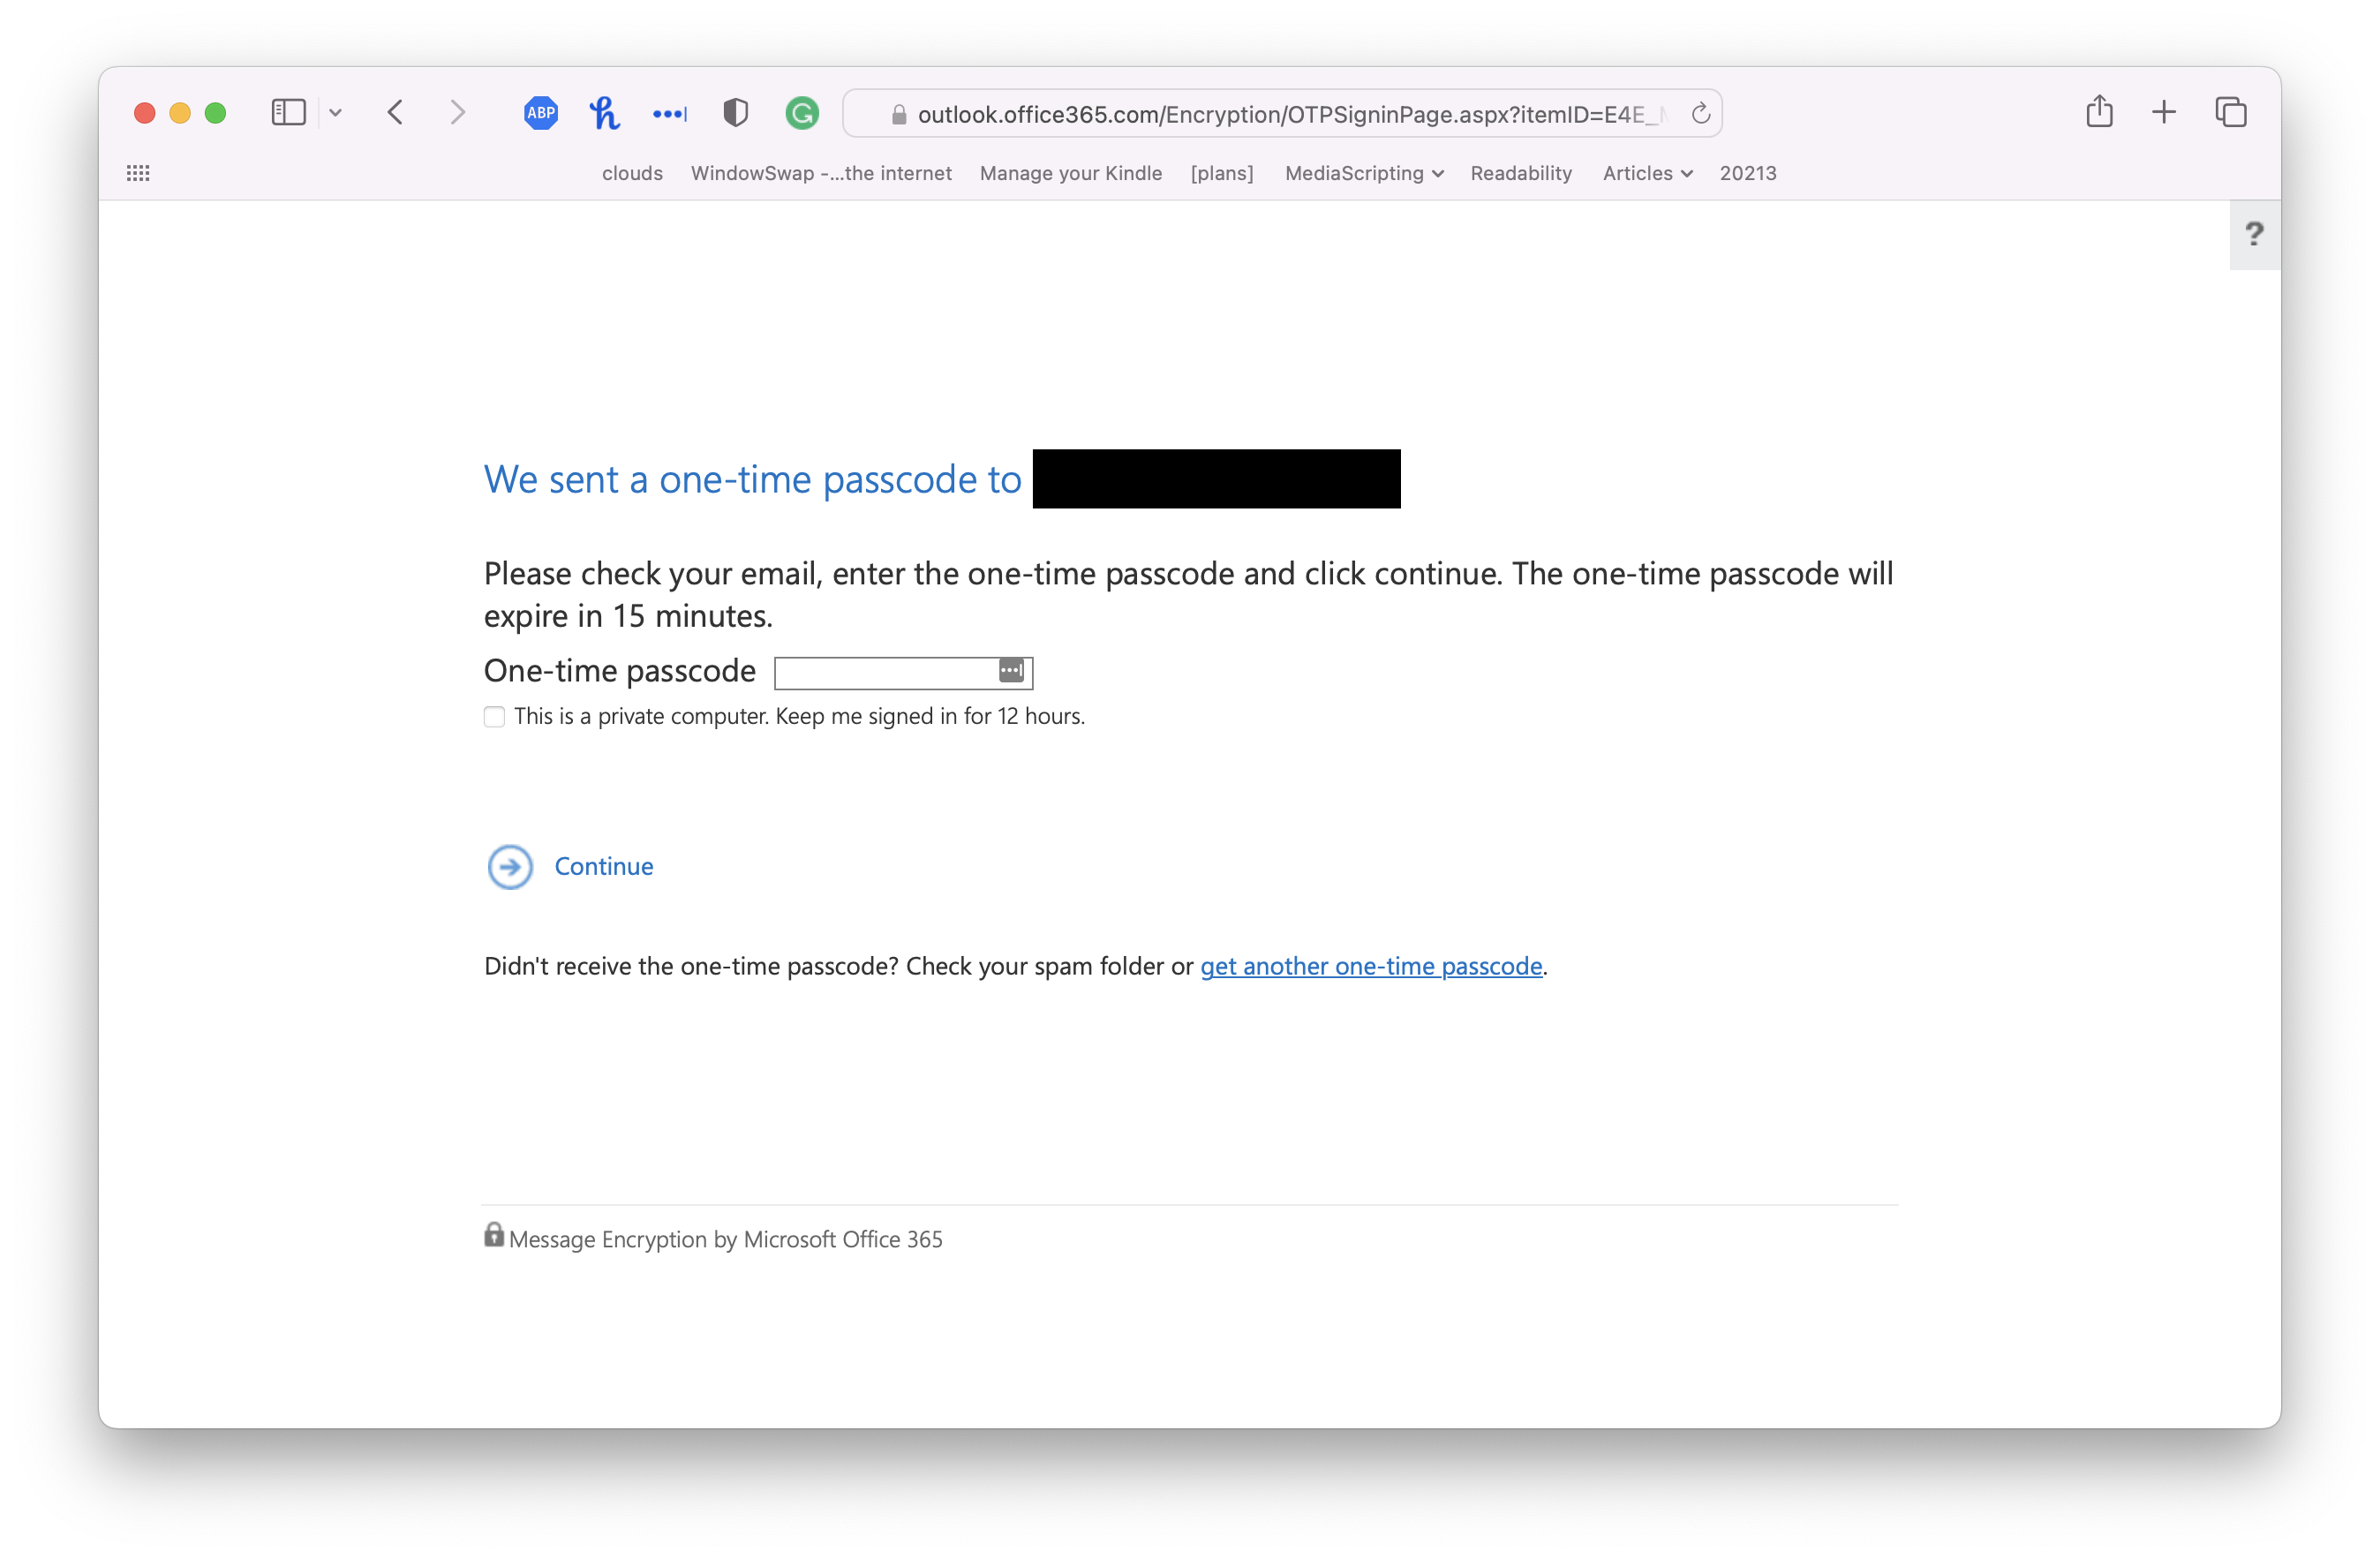 ABP
outlook.office365.com/Encryption/OTPSigninPage.aspx?itemID=E4E_
clouds WindowSwap -...the internet Manage your Kindle [plans] MediaScripting Readability Articles 20213
?
We sent a one-time passcode to
Please check your email, enter the one-time passcode and click continue. The one-time passcode will
expire in 15 minutes.
One-time passcode
This is a private computer. Keep me signed in for 12 hours.
Continue
Didn't receive the one-time passcode? Check your spam folder or get another one-time passcode.
Message Encryption by Microsoft Office 365